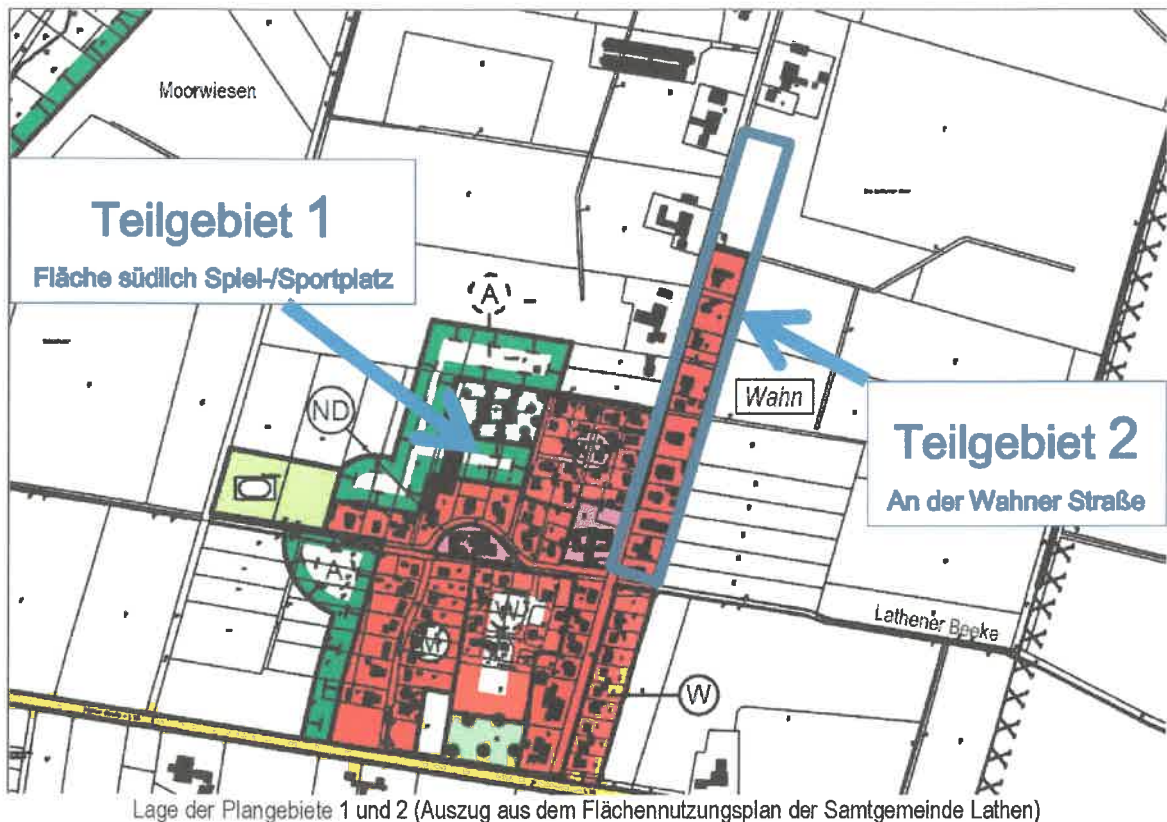 Moorwiesen
Teilgebiet 1
Fläche südlich Spiel-/Sportplatz
A
ND
Wahn
Teilgebiet 2
An der Wahner Straße
A
W
M
Lathener Beeke
W
Lage der Plangebiete 1 und 2 (Auszug aus dem Flächennutzungsplan der Samtgemeinde Lathen)